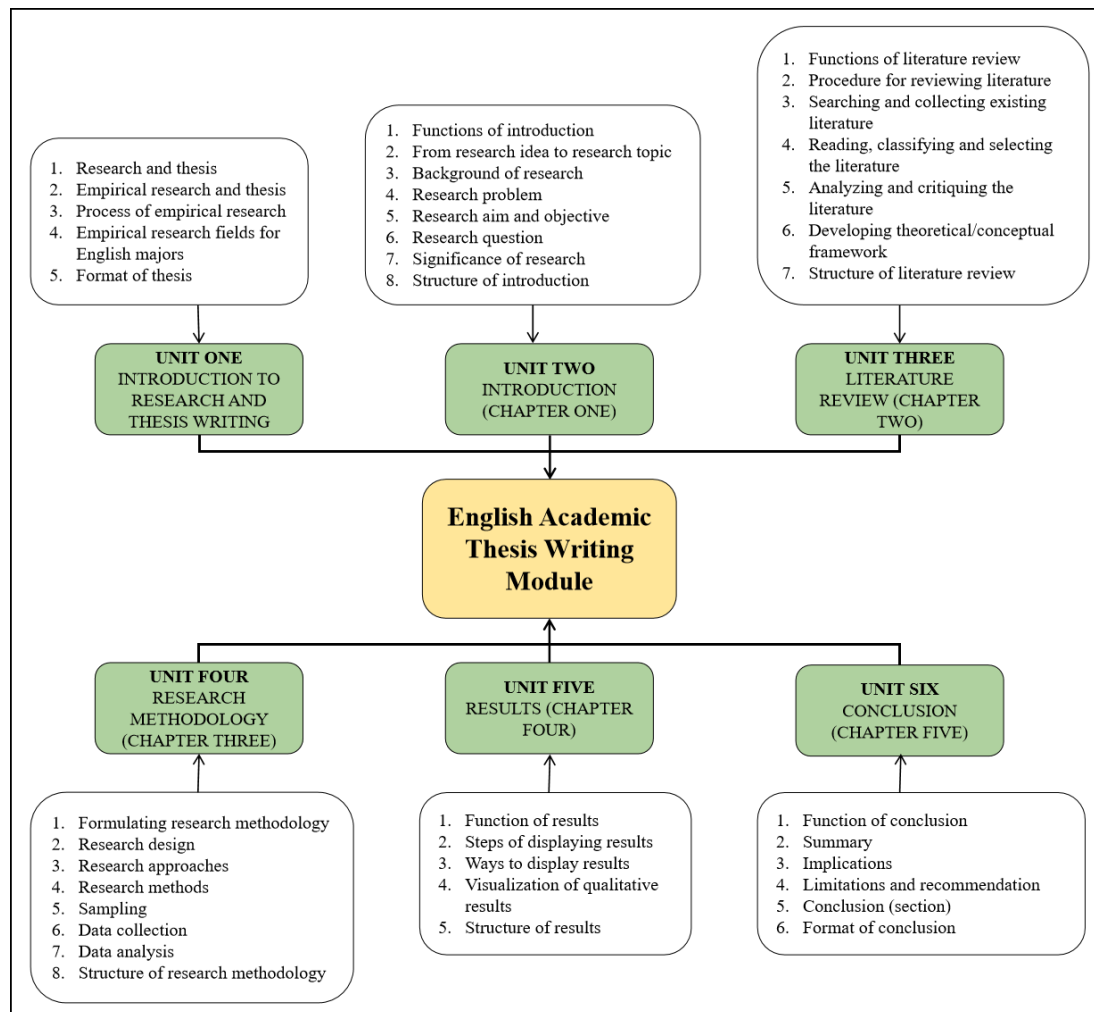 1. Research and thesis
2. Empirical research and thesis
3. Process of empirical research
4. Empirical research fields for
English majors
5. Format of thesis
1. Functions of introduction
2. From research idea to research topic
3. Background of research
4. Research problem
5. Research aim and objective
6. Research question
7. Significance of research
8. Structure of introduction
1. Functions of literature review
2. Procedure for reviewing literature
3. Searching and collecting existing
literature
4. Reading, classifying and selecting
the literature
5. Analyzing and critiquing the
literature
6. Developing theoretical/conceptual
framework
7. Structure of literature review
UNIT ONE
INTRODUCTION TO
RESEARCH AND
THESIS WRITING
UNIT TWO
INTRODUCTION
(CHAPTER ONE)
UNIT THREE
LITERATURE
REVIEW (CHAPTER
TWO)
English Academic
Thesis Writing
Module
UNIT FOUR
RESEARCH
METHODOLOGY
(CHAPTER THREE)
UNIT FIVE
RESULTS (CHAPTER
FOUR)
UNIT SIX
CONCLUSION
(CHAPTER FIVE)
1. Formulating research methodology
2. Research design
3. Research approaches
4. Research methods
5. Sampling
6. Data collection
7. Data analysis
8. Structure of research methodology
1. Function of results
2. Steps of displaying results
3. Ways to display results
4. Visualization of qualitative
results
5. Structure of results
1. Function of conclusion
2. Summary
3. Implications
4. Limitations and recommendation
5. Conclusion (section)
6. Format of conclusion